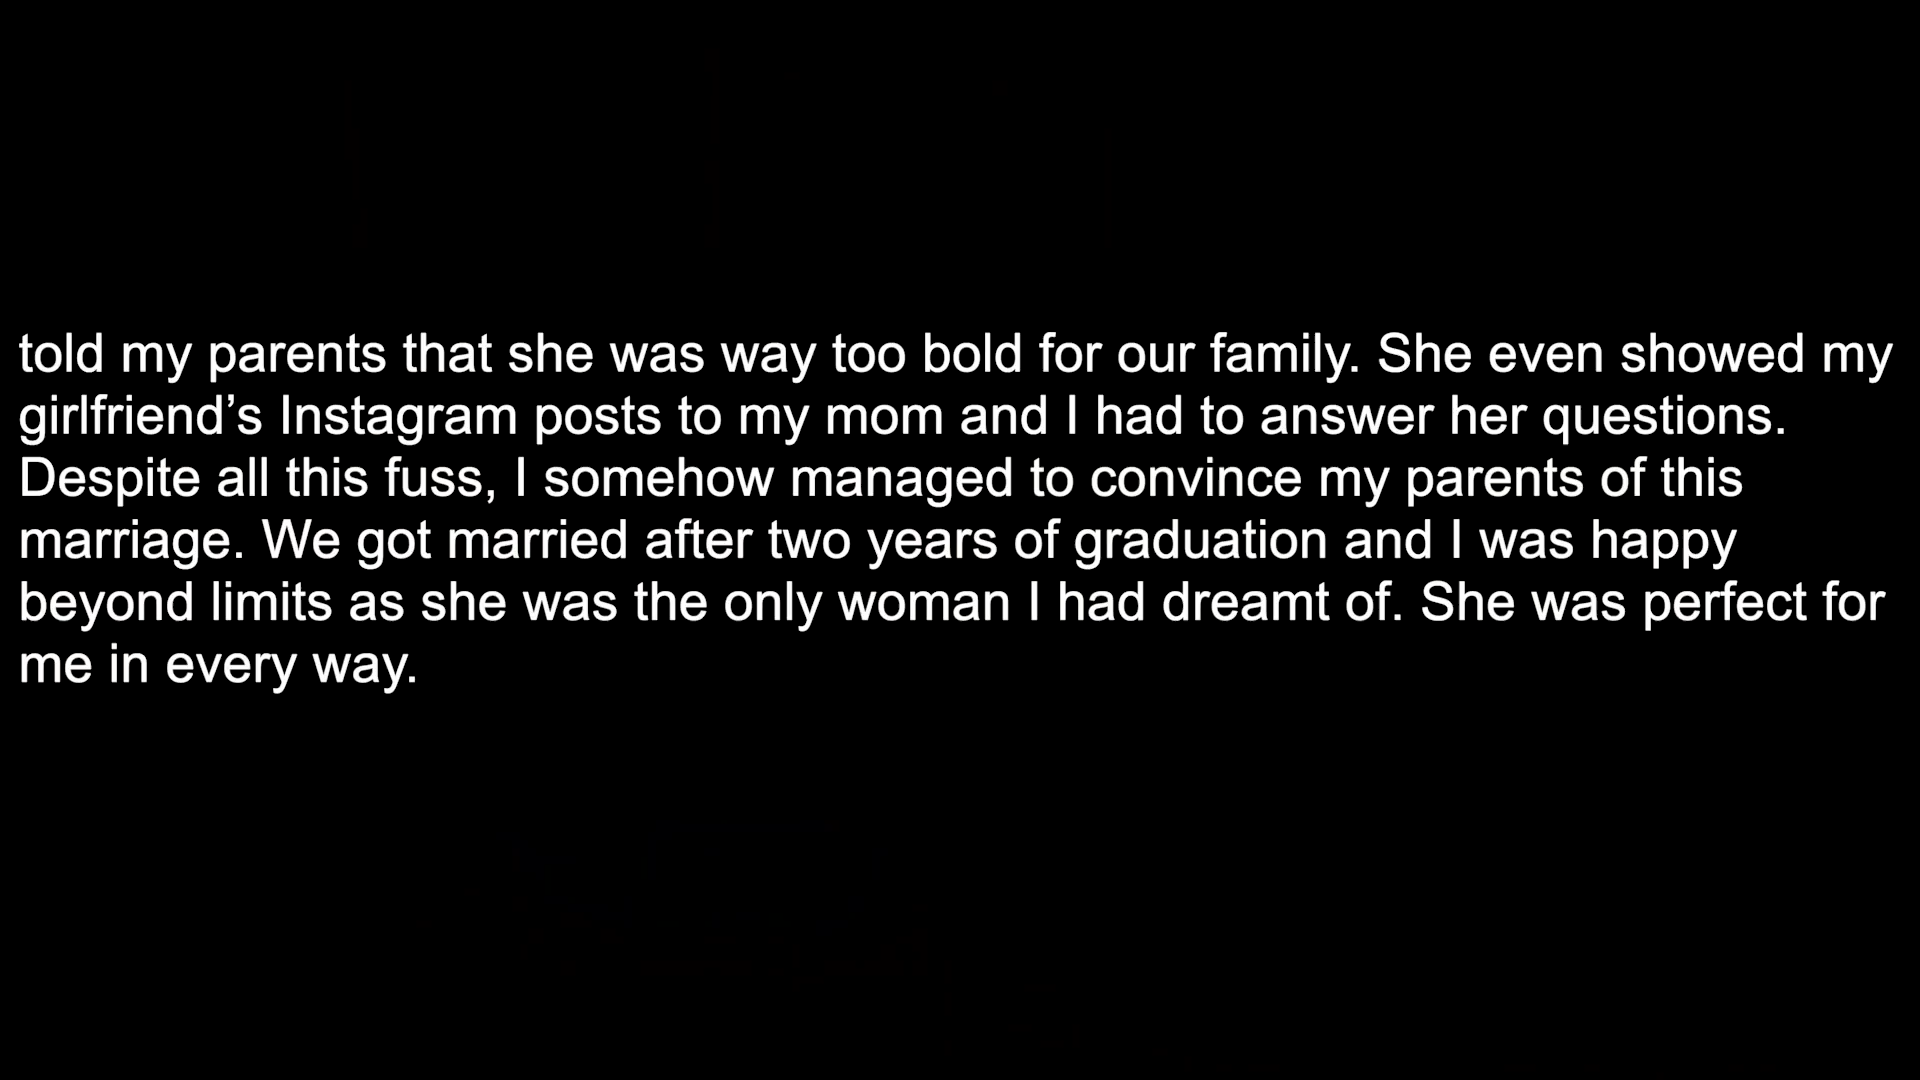 told my parents that she was way too bold for our family. She even showed my
girlfriend’s Instagram posts to my mom and I had to answer her questions.
Despite all this fuss, I somehow managed to convince my parents of this
marriage. We got married after two years of graduation and I was happy
beyond limits as she was the only woman I had dreamt of. She was perfect for
me in every way.